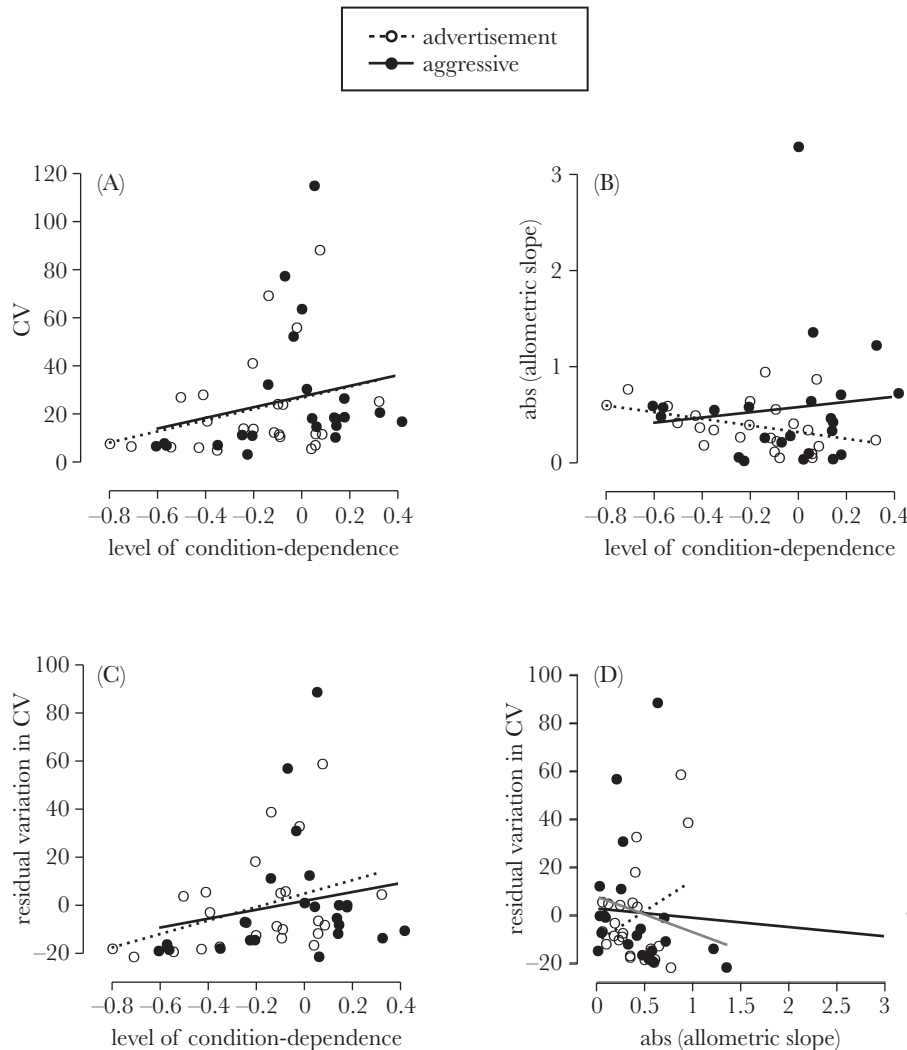 advertisement
aggressive
(A)
120
100
80
60
40
20
0
CV
–0.8 –0.6 –0.4 –0.2 0 0.2 0.4
level of condition-dependence
(B)
3
2
1
0
abs (allometric slope)
–0.8 –0.6 –0.4 –0.2 0 0.2 0.4
level of condition-dependence
(C)
100
80
60
40
20
0
–20
residual variation in CV
–0.8 –0.6 –0.4 –0.2 0 0.2 0.4
level of condition-dependence
(D)
100
80
60
40
20
0
–20
residual variation in CV
0 0.5 1 1.5 2 2.5 3
abs (allometric slope)